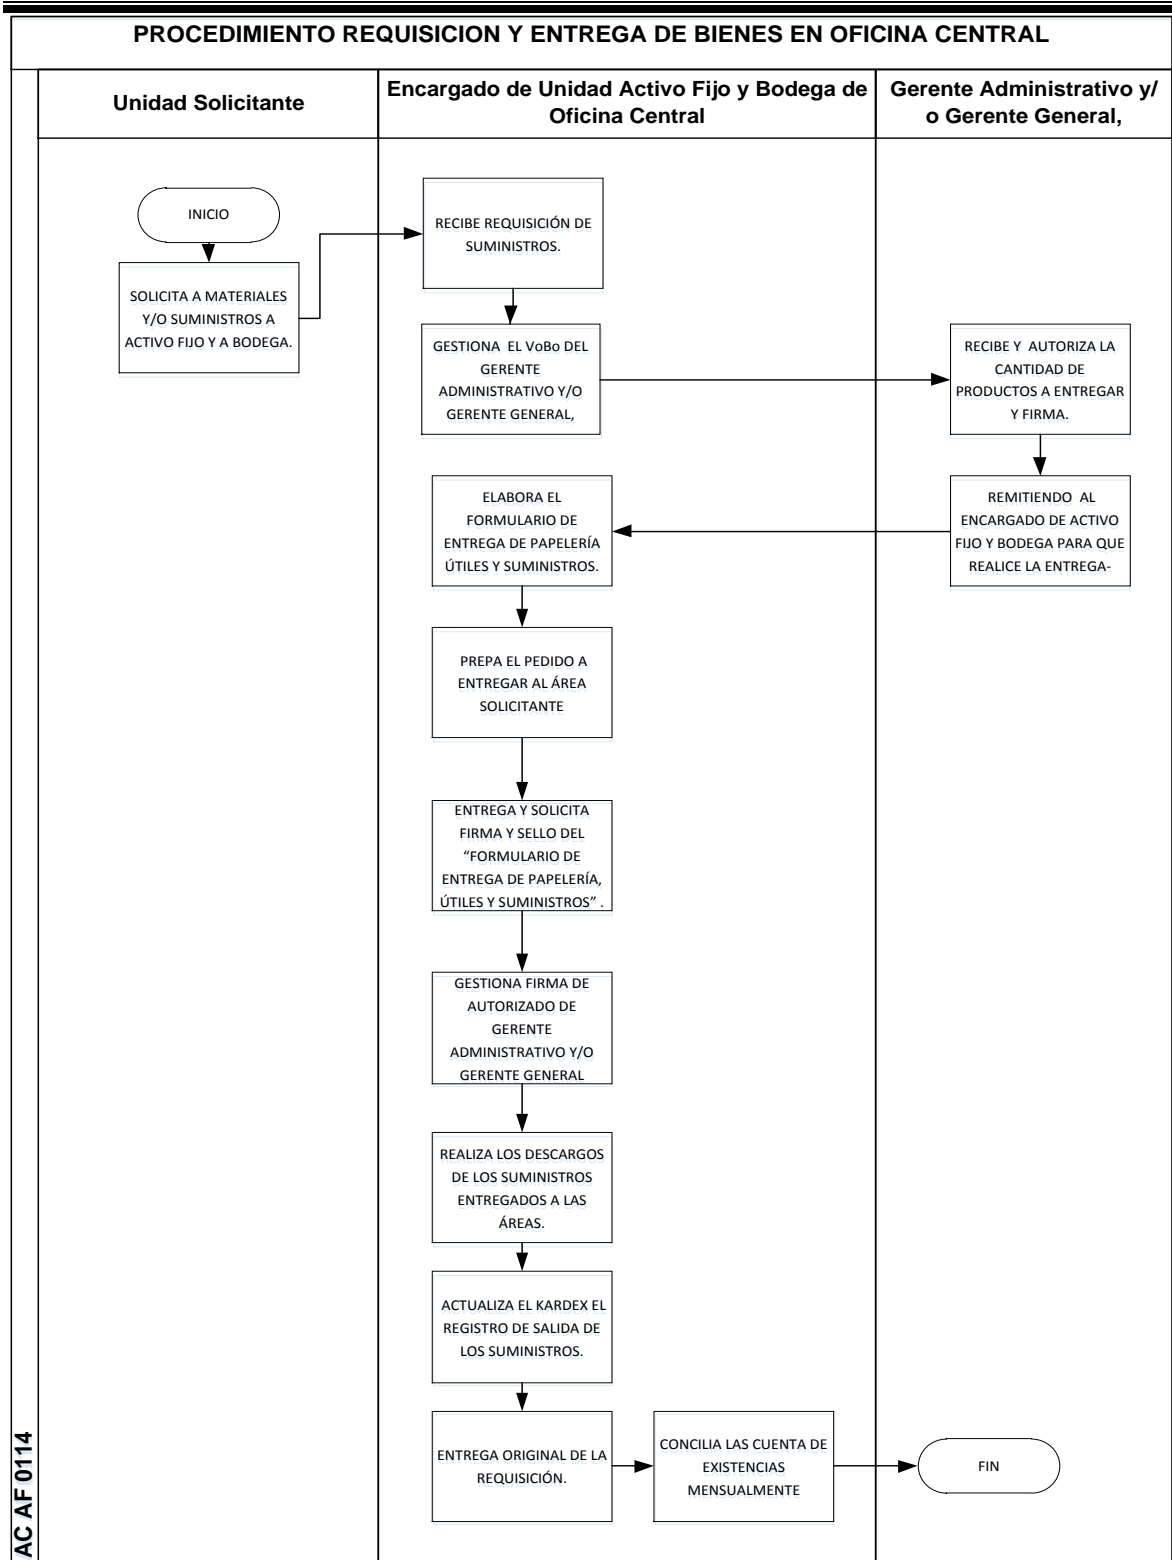 PROCEDIMIENTO REQUISICION Y ENTREGA DE BIENES EN OFICINA CENTRAL
Unidad Solicitante
Encargado de Unidad Activo Fijo y Bodega de
Oficina Central
Gerente Administrativo y/
o Gerente General,
INICIO
SOLICITA A MATERIALES
Y/O SUMINISTROS A
ACTIVO FIJO Y A BODEGA.
RECIBE REQUISICIÓN DE
SUMINISTROS.
GESTIONA EL VoBo DEL
GERENTE
ADMINISTRATIVO Y/O
GERENTE GENERAL,
RECIBE Y AUTORIZA LA
CANTIDAD DE
PRODUCTOS A ENTREGAR
Y FIRMA.
REMITIENDO AL
ENCARGADO DE ACTIVO
FIJO Y BODEGA PARA QUE
REALICE LA ENTREGA-
ELABORA EL
FORMULARIO DE
ENTREGA DE PAPELERÍA
ÚTILES Y SUMINISTROS.
PREPA EL PEDIDO A
ENTREGAR AL ÁREA
SOLICITANTE
ENTREGA Y SOLICITA
FIRMA Y SELLO DEL
“FORMULARIO DE
ENTREGA DE PAPELERÍA,
ÚTILES Y SUMINISTROS” .
GESTIONA FIRMA DE
AUTORIZADO DE
GERENTE
ADMINISTRATIVO Y/O
GERENTE GENERAL
REALIZA LOS DESCARGOS
DE LOS SUMINISTROS
ENTREGADOS A LAS
ÁREAS.
ACTUALIZA EL KARDEX EL
REGISTRO DE SALIDA DE
LOS SUMINISTROS.
ENTREGA ORIGINAL DE LA
REQUISICIÓN.
CONCILIA LAS CUENTA DE
EXISTENCIAS
MENSUALMENTE
FIN
AC AF 0114